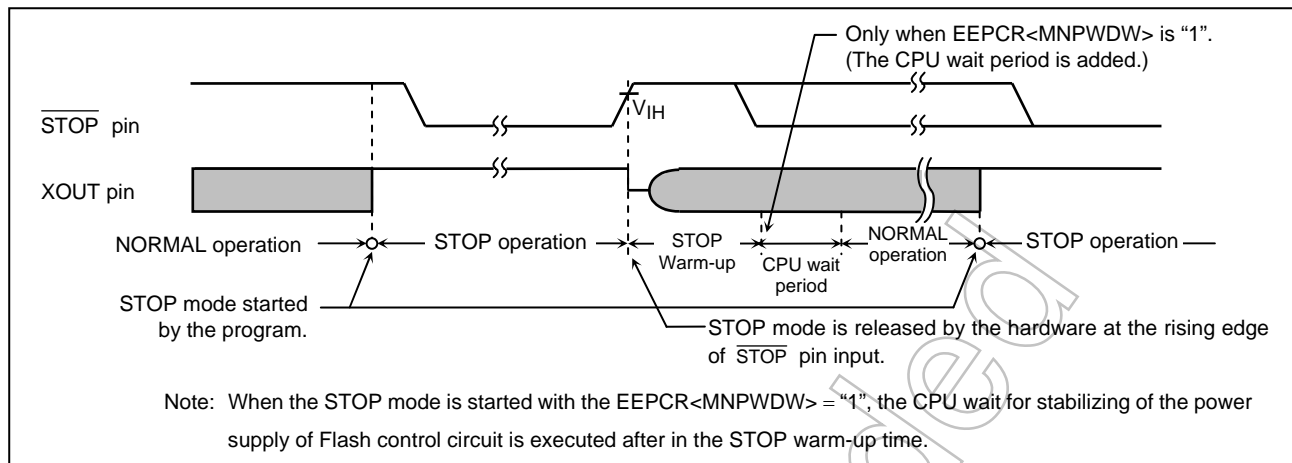 Only when EEPCR<MNPWDW> is “1”.
(The CPU wait period is added.)
VIH
STOP pin
XOUT pin
NORMAL operation
STOP operation
STOP
Warm-up
CPU wait
period
NORMAL
operation
STOP operation
STOP mode started
by the program.
STOP mode is released by the hardware at the rising edge
of STOP pin input.
Note: When the STOP mode is started with the EEPCR<MNPWDW> = “1”, the CPU wait for stabilizing of the power
supply of Flash control circuit is executed after in the STOP warm-up time.
ded